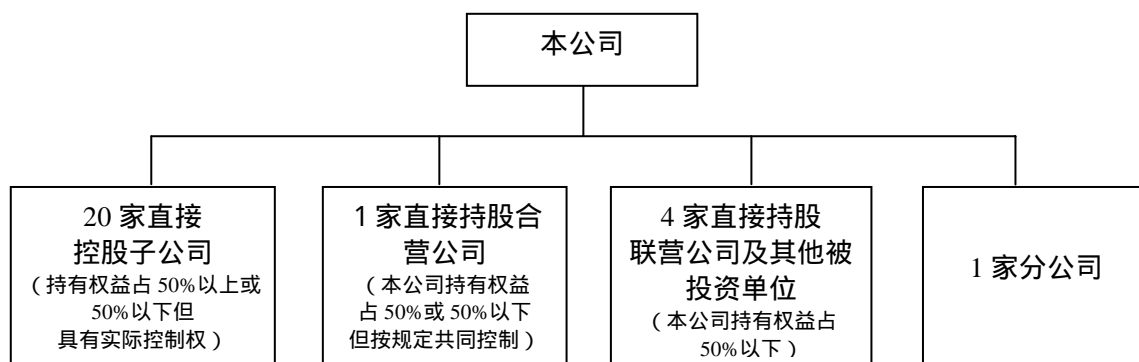 本公司
20 家直接
控股子公司
（持有权益占 50%以上或
50%以下但
具有实际控制权）
1 家直接持股合
营公司
（本公司持有权益
占 50%或 50%以下
但按规定共同控制）
4 家直接持股
联营公司及其他被
投资单位
（本公司持有权益占
50%以下）
1 家分公司